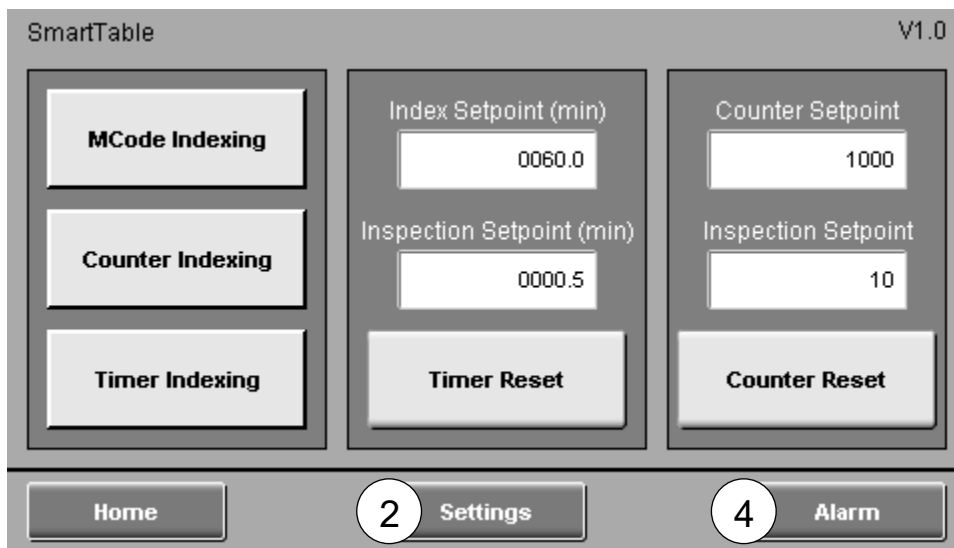 SmartTable
V1.0
MCode Indexing
Counter Indexing
Timer Indexing
Index Setpoint (min)
0060.0
Inspection Setpoint (min)
0000.5
Timer Reset
Counter Setpoint
1000
Inspection Setpoint
10
Counter Reset
Home
2
Settings
4
Alarm